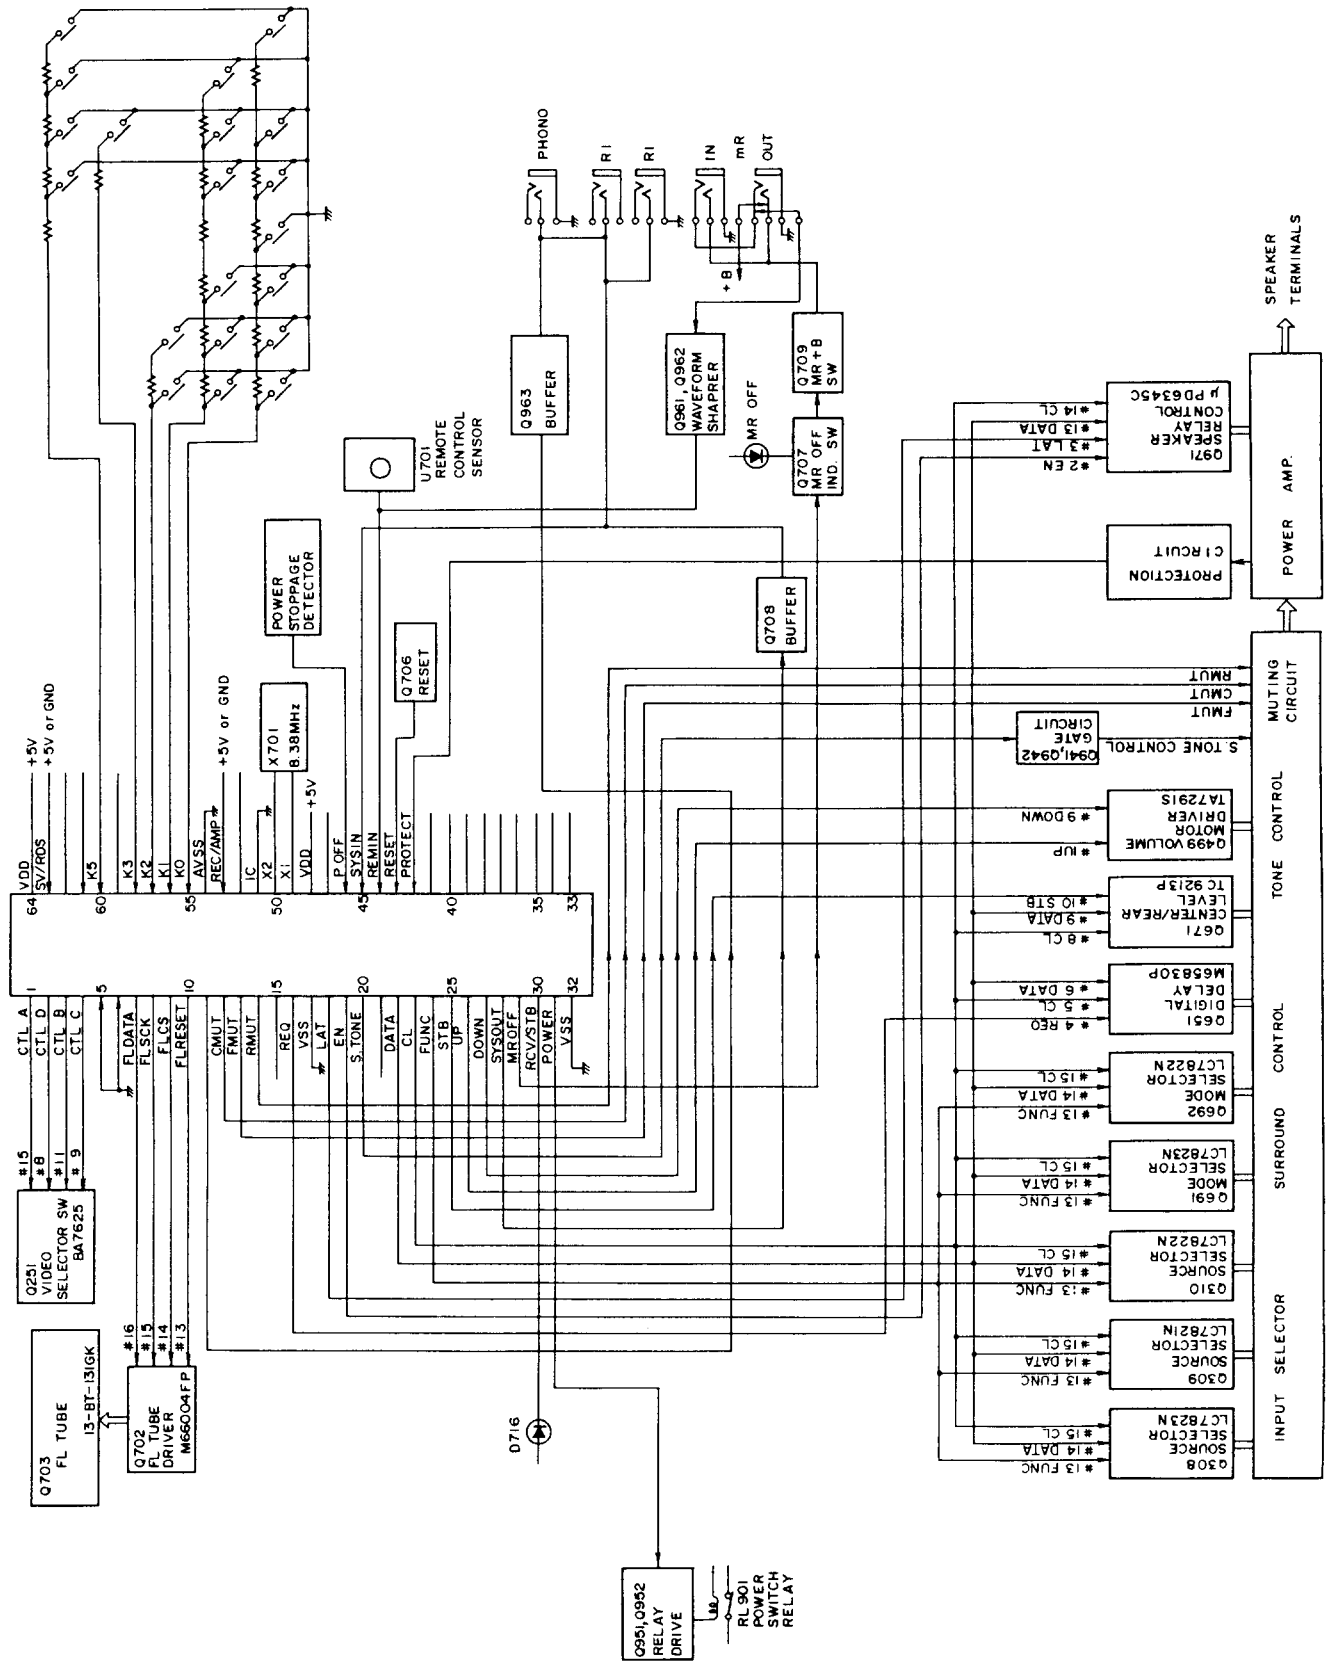 PHONO
RI
RI
IN
mR
OUT
+B
Q963
BUFFER
Q961, Q962
WAVEFORM
SHAPRER
Q709
MR+B
SW
MR OFF
Q707
MR OFF
IND. SW
U701
REMOTE
CONTROL
SENSOR
POWER
STOPPAGE
DETECTOR
Q706
RESET
Q708
BUFFER
X701
8.38MHz
+5V
+5V or GND
+5V or GND
+5V
VDD
SV/RDS
K5
K3
K2
K1
K0
AVSS
REC/AMP
IC
X2
X1
VDD
P.OFF
SYSIN
REMIN
RESET
PROTECT
64
60
55
50
45
40
35
33
1
5
10
15
20
25
30
32
CTL A
CTL D
CTL B
CTL C
FLDATA
FLSCK
FLCS
FLRESET
CMUT
FMUT
RMUT
REQ
VSS
LAT
EN
S.TONE
DATA
CL
FUNC
STB
UP
DOWN
SYSOUT
MROFF
RCV/STB
POWER
VSS
#15
#8
#11
#9
Q251
VIDEO
SELECTOR SW
BA7625
#16
#15
#14
#13
Q703
FL TUBE
13-BT-131GK
Q702
FL TUBE
DRIVER
M66004FP
D716
Q951, Q952
RELAY
DRIVE
RL901
POWER
SWITCH
RELAY
SPEAKER
TERMINALS
POWER AMP.
#14 CL
#13 DATA
#3 LAT
#2 EN
Q971
SPEAKER
RELAY
CONTROL
μPD6345C
PROTECTION
CIRCUIT
RMUT
CMUT
FMUT
S.TONE CONTROL
Q941, Q942
GATE
CIRCUIT
MUTING
CIRCUIT
#9 DOWN
#1UP
Q499 VOLUME
MOTOR
DRIVER
TA7291S
TONE CONTROL
#10 STB
#9 DATA
#8 CL
Q671
CENTER/REAR
LEVEL
TC9213P
#6 DATA
#5 CL
#4 REQ
Q651
DIGITAL
DELAY
M65830P
#15 CL
#14 DATA
#13 FUNC
Q692
MODE
SELECTOR
LC7822N
#15 CL
#14 DATA
#13 FUNC
Q691
MODE
SELECTOR
LC7823N
SURROUND CONTROL
#15 CL
#14 DATA
#13 FUNC
Q310
SOURCE
SELECTOR
LC7822N
#15 CL
#14 DATA
#13 FUNC
Q309
SOURCE
SELECTOR
LC7821N
#15 CL
#14 DATA
#13 FUNC
Q308
SOURCE
SELECTOR
LC7823N
INPUT SELECTOR